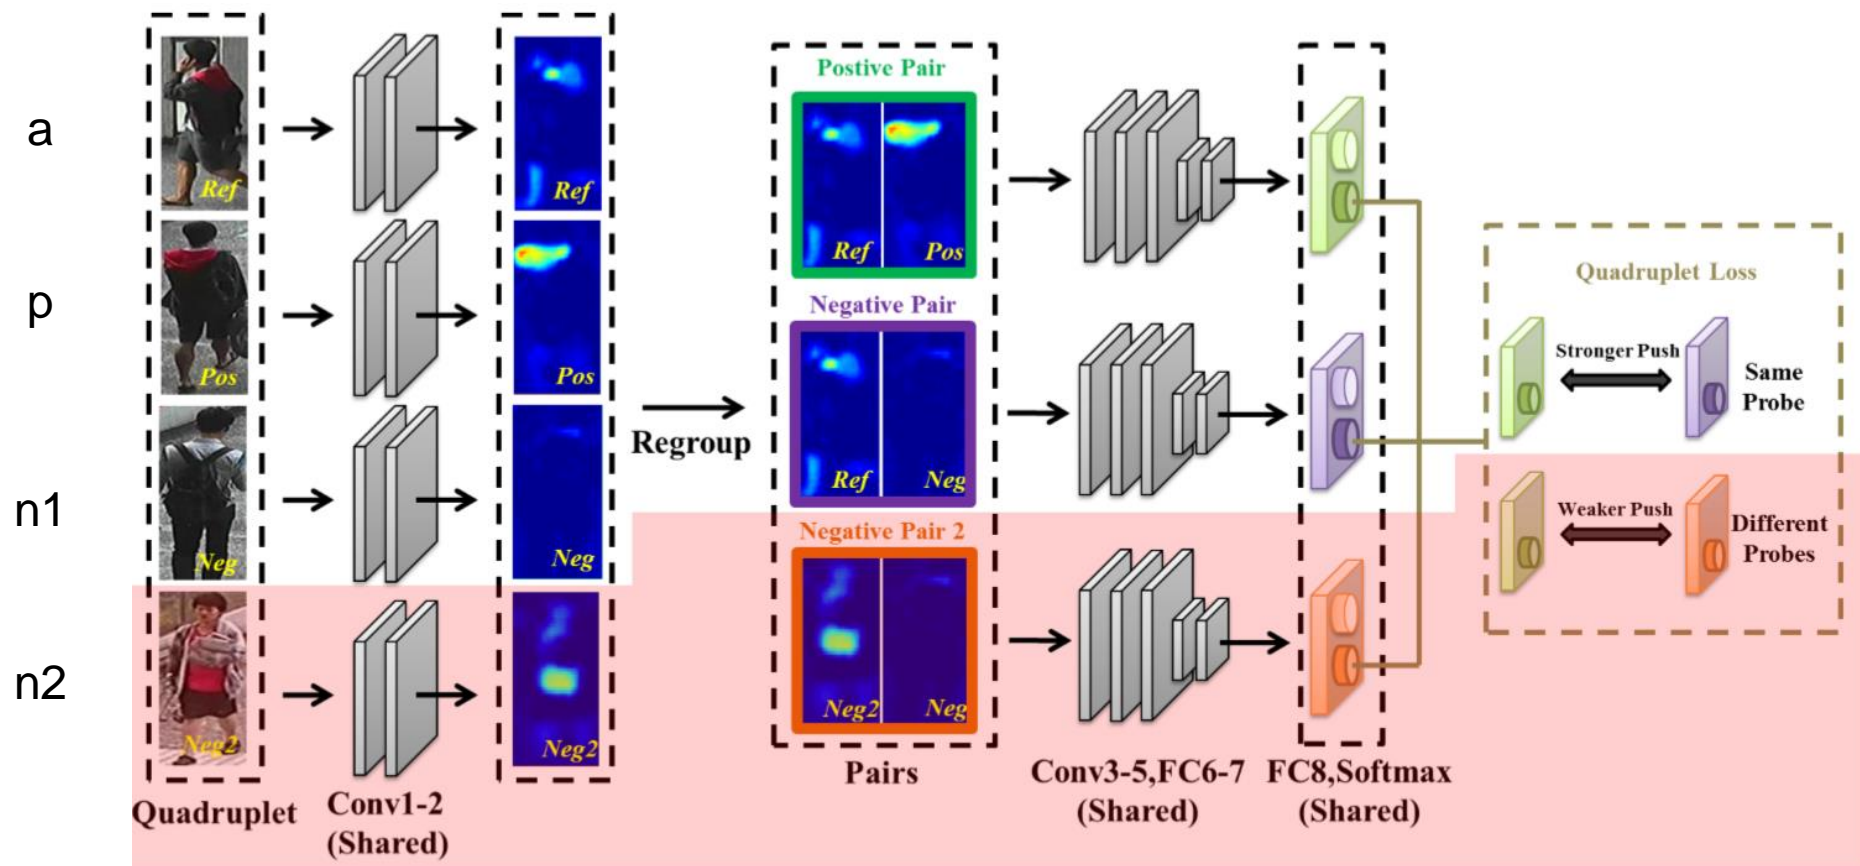 a
p
n1
n2
Ref
Pos
Neg
Neg2
Quadruplet
Conv1-2
(Shared)
Ref
Pos
Neg
Neg2
Regroup
Postive Pair
Ref
Pos
Negative Pair
Ref
Neg
Negative Pair 2
Neg2
Neg
Pairs
Conv3-5,FC6-7
(Shared)
FC8,Softmax
(Shared)
Quadruplet Loss
Stronger Push
Same
Probe
Weaker Push
Different
Probes